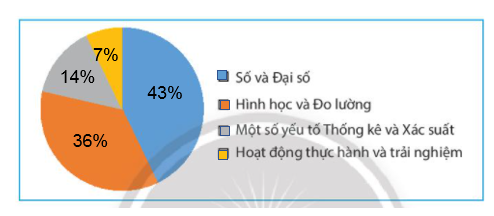 7%
14%
43%
36%
Số và Đại số
Hình học và Đo lường
Một số yếu tố Thống kê và Xác suất
Hoạt động thực hành và trải nghiệm